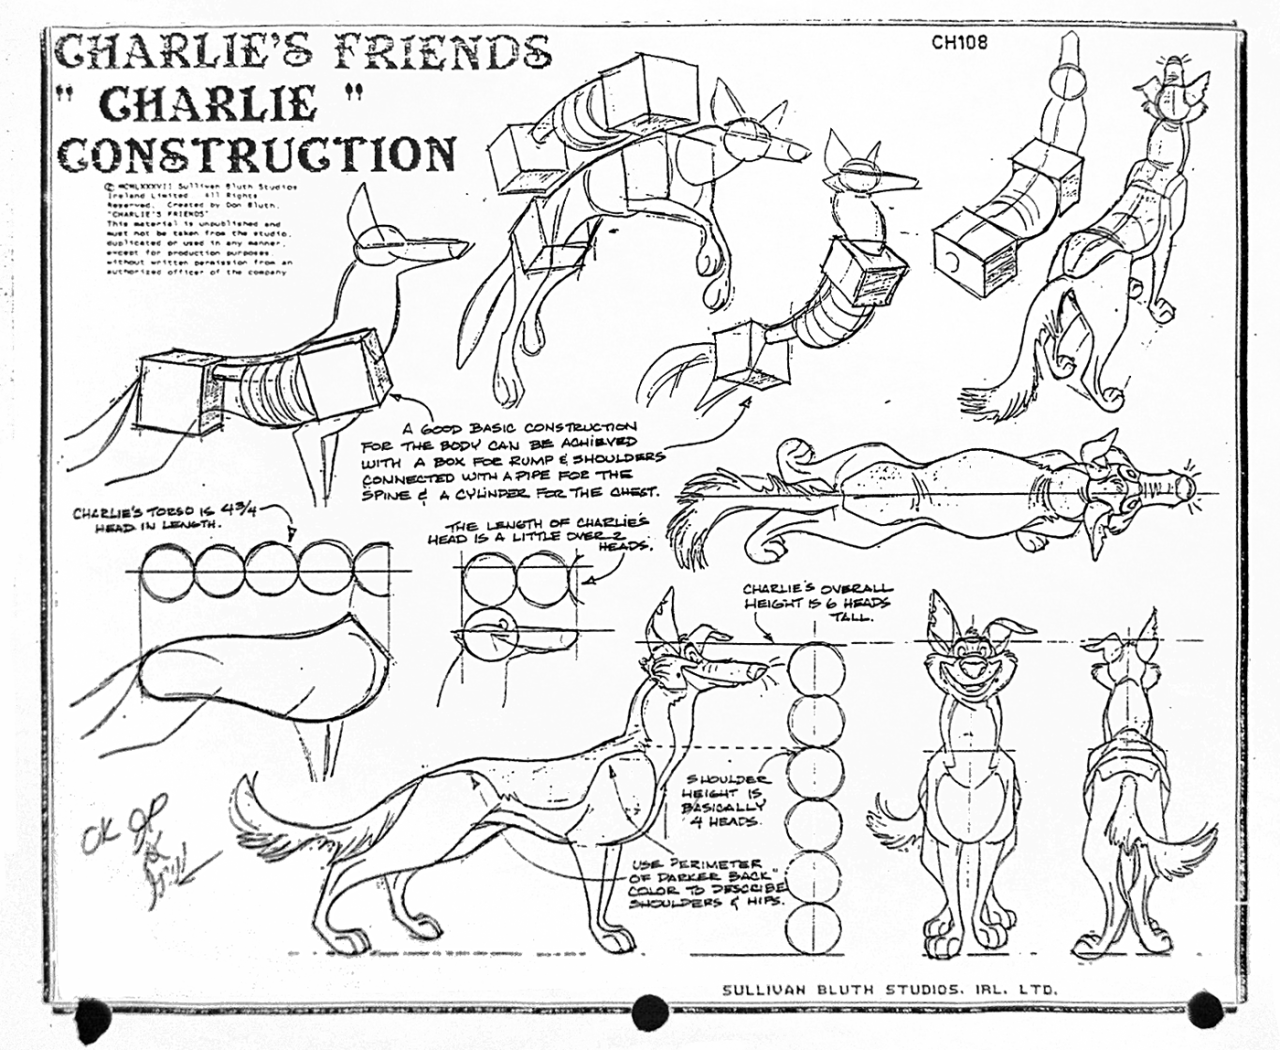 CHARLIE'S FRIENDS
" CHARLIE "
CONSTRUCTION
CH108
© MCMLXXXVII Sullivan Bluth Studios
Ireland Limited All Rights
Reserved. Created by Don Bluth.
"CHARLIE'S FRIENDS"
This material is unpublished and
must not be taken from the studio,
duplicated or used in any manner,
except for production purposes,
without written permission from an
authorized officer of the company
A GOOD BASIC CONSTRUCTION
FOR THE BODY CAN BE ACHIEVED
WITH A BOX FOR RUMP & SHOULDERS
CONNECTED WITH A PIPE FOR THE
SPINE & A CYLINDER FOR THE CHEST.
CHARLIE'S TORSO IS 4 3/4
HEAD IN LENGTH.
THE LENGTH OF CHARLIE'S
HEAD IS A LITTLE OVER 2
HEADS.
CHARLIE'S OVERALL
HEIGHT IS 6 HEADS
TALL.
SHOULDER
HEIGHT IS
BASICALLY
4 HEADS.
USE PERIMETER
OF DARKER BACK
COLOR TO DESCRIBE
SHOULDERS & HIPS.
OK
SULLIVAN BLUTH STUDIOS. IRL. LTD.